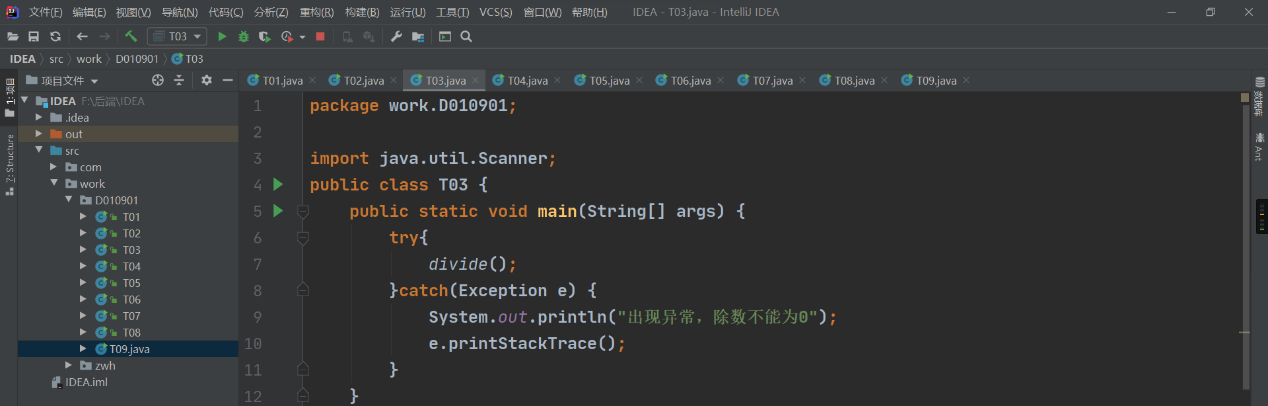 文件(F) 编辑(E) 视图(V) 导航(N) 代码(C) 分析(Z) 重构(R) 构建(B) 运行(U) 工具(T) VCS(S) 窗口(W) 帮助(H) IDEA - T03.java - IntelliJ IDEA
T03
IDEA src work D010901 T03
项目文件
T01.java T02.java T03.java T04.java T05.java T06.java T07.java T08.java T09.java
1: 项目
7: Structure
IDEA F:\后端\IDEA
.idea
out
src
com
work
D010901
T01
T02
T03
T04
T05
T06
T07
T08
T09.java
zwh
IDEA.iml
1 package work.D010901;
2
3 import java.util.Scanner;
4 public class T03 {
5 public static void main(String[] args) {
6 try{
7 divide();
8 }catch(Exception e) {
9 System.out.println("出现异常，除数不能为0");
10 e.printStackTrace();
11 }
12 }
数据库
Ant